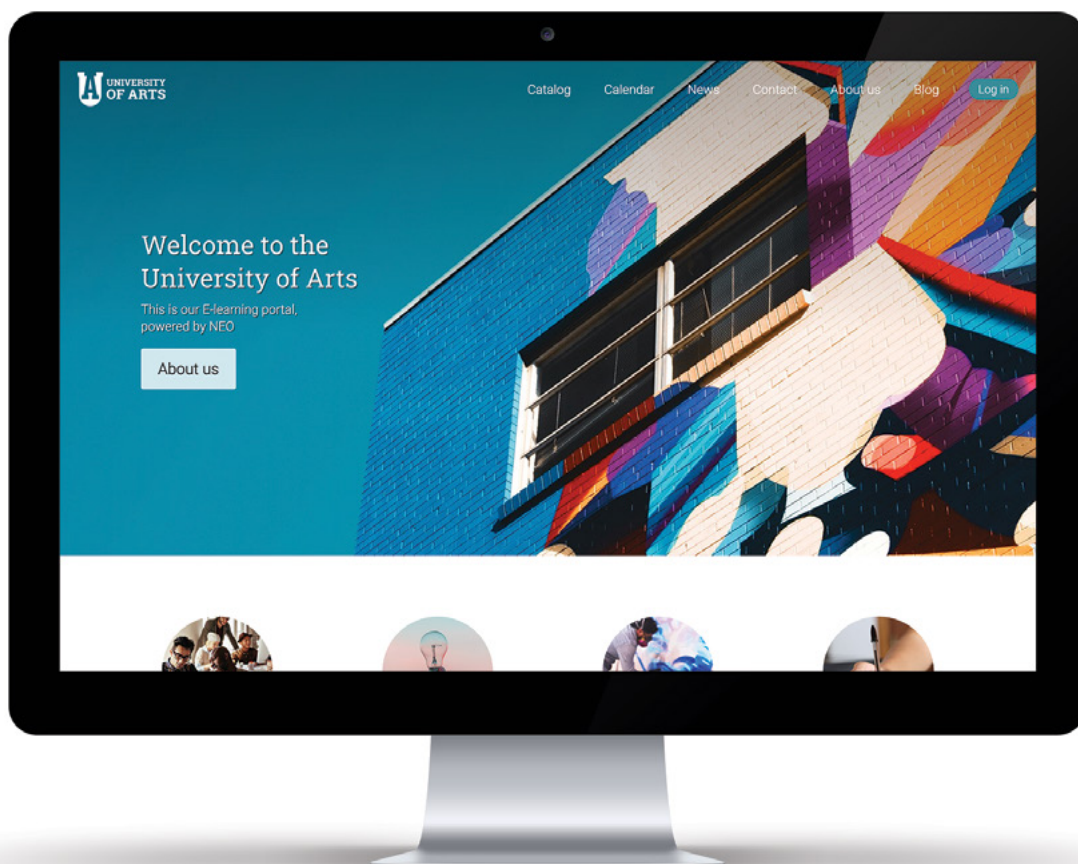 UNIVERSITY
OF ARTS
Catalog Calendar News Contact About us Blog Log in
Welcome to the
University of Arts
This is our E-learning portal,
powered by NEO
About us